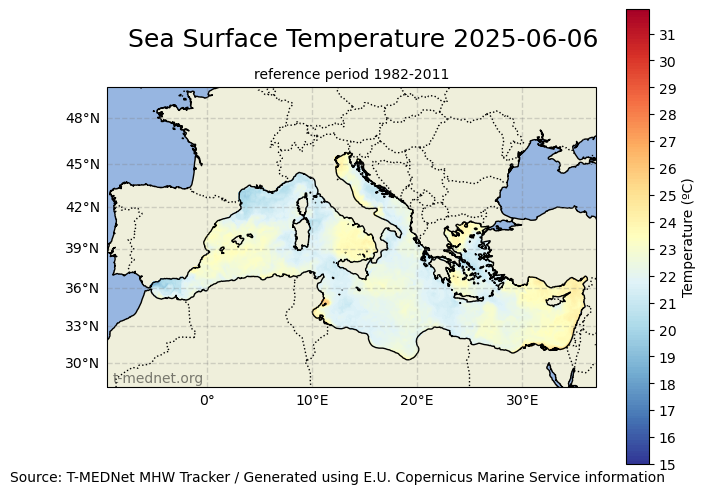 Sea Surface Temperature 2025-06-06
reference period 1982-2011
48°N
45°N
42°N
39°N
36°N
33°N
30°N
t-mednet.org
0°
10°E
20°E
30°E
31
30
29
28
27
26
25
24
23
22
21
20
19
18
17
16
15
Temperature (ºC)
Source: T-MEDNet MHW Tracker / Generated using E.U. Copernicus Marine Service information